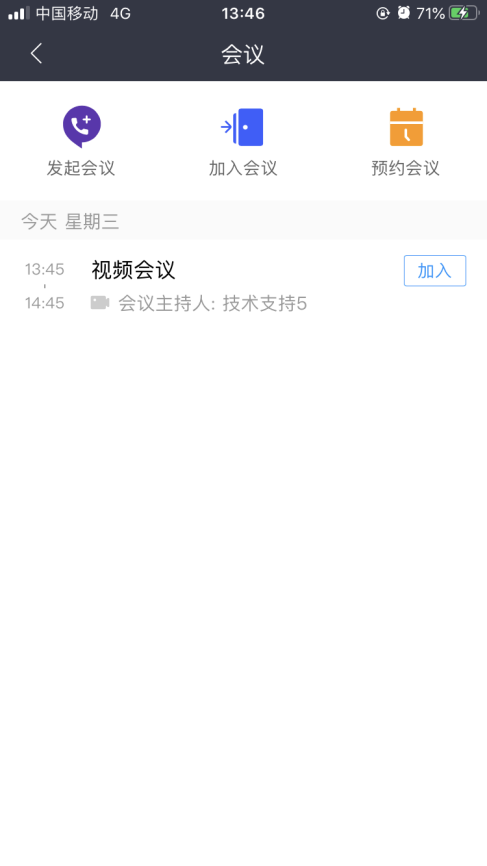 中国移动 4G 13:46 71%
会议
发起会议 加入会议 预约会议
今天 星期三
13:45 视频会议 加入
14:45 会议主持人: 技术支持5